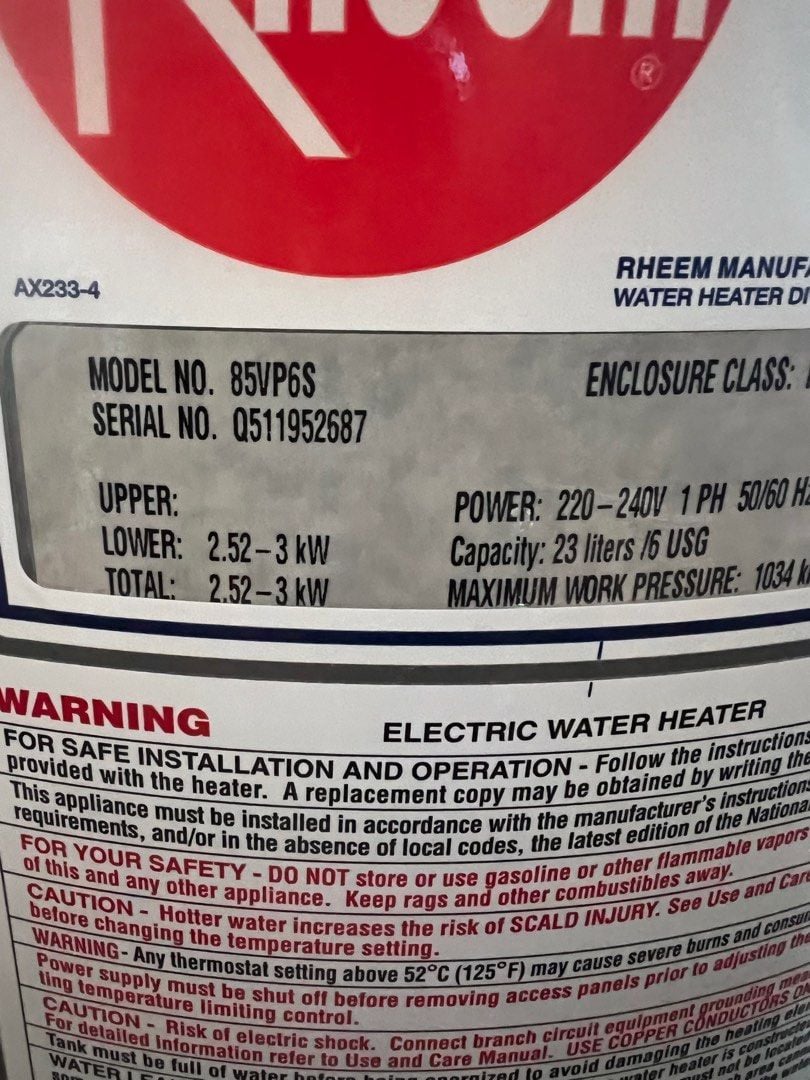 Rheem
®
AX233-4
RHEEM MANUFA
WATER HEATER DI
MODEL NO. 85VP6S
ENCLOSURE CLASS:
SERIAL NO. Q511952687
UPPER:
LOWER: 2.52-3 kW
TOTAL: 2.52-3 kW
POWER: 220-240V 1 PH 50/60 Hz
Capacity: 23 liters /6 USG
MAXIMUM WORK PRESSURE: 1034 k
WARNING
ELECTRIC WATER HEATER
FOR SAFE INSTALLATION AND OPERATION - Follow the instructions
provided with the heater. A replacement copy may be obtained by writing the
This appliance must be installed in accordance with the manufacturer's instructions
requirements, and/or in the absence of local codes, the latest edition of the Nationa
FOR YOUR SAFETY - DO NOT store or use gasoline or other flammable vapors
of this and any other appliance. Keep rags and other combustibles away.
CAUTION - Hotter water increases the risk of SCALD INJURY. See Use and Care
before changing the temperature setting.
WARNING- Any thermostat setting above 52°C (125°F) may cause severe burns and consu
Power supply must be shut off before removing access panels prior to adjusting the
ting temperature limiting control.
CAUTION - Risk of electric shock. Connect branch circuit equipment grounding me
For detailed information refer to Use and Care Manual. USE COPPER CONDUCTORS ON
Tank must be full of water before being energized to avoid damaging the heating ele
WATER